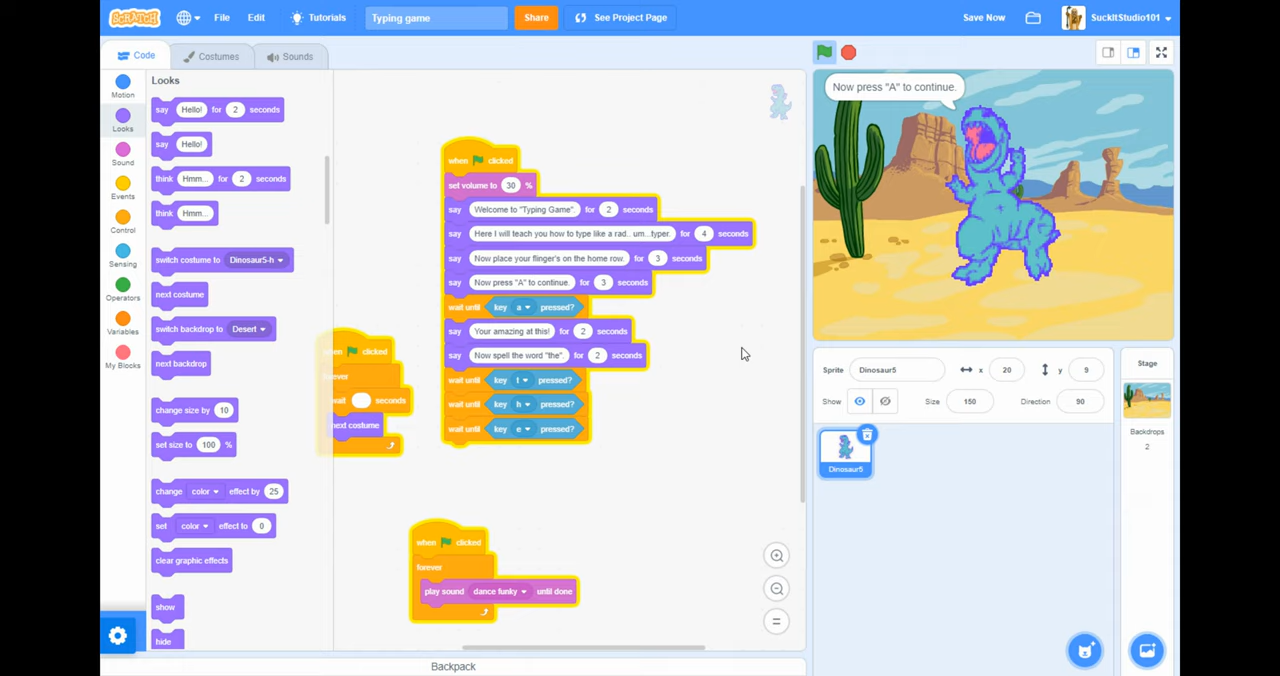 SCRATCH File Edit Tutorials Typing game Share See Project Page Save Now SuckItStudio101
Code Costumes Sounds
Motion
Looks
Sound
Events
Control
Sensing
Operators
Variables
My Blocks
Looks
say Hello! for 2 seconds
say Hello!
think Hmm... for 2 seconds
think Hmm...
switch costume to Dinosaur5-h
next costume
switch backdrop to Desert
next backdrop
change size by 10
set size to 100 %
change color effect by 25
set color effect to 0
clear graphic effects
show
hide
when clicked
set volume to 30 %
say Welcome to "Typing Game". for 2 seconds
say Here I will teach you how to type like a rad.. um...typer. for 4 seconds
say Now place your flinger's on the home row. for 3 seconds
say Now press "A" to continue. for 3 seconds
wait until key a pressed?
say Your amazing at this! for 2 seconds
say Now spell the word "the". for 2 seconds
wait until key t pressed?
wait until key h pressed?
wait until key e pressed?
when clicked
forever
wait seconds
next costume
when clicked
forever
play sound dance funky until done
Backpack
Now press "A" to continue.
Sprite Dinosaur5 x 20 y 9
Show Size 150 Direction 90
Dinosaur5
Stage
Backdrops
2